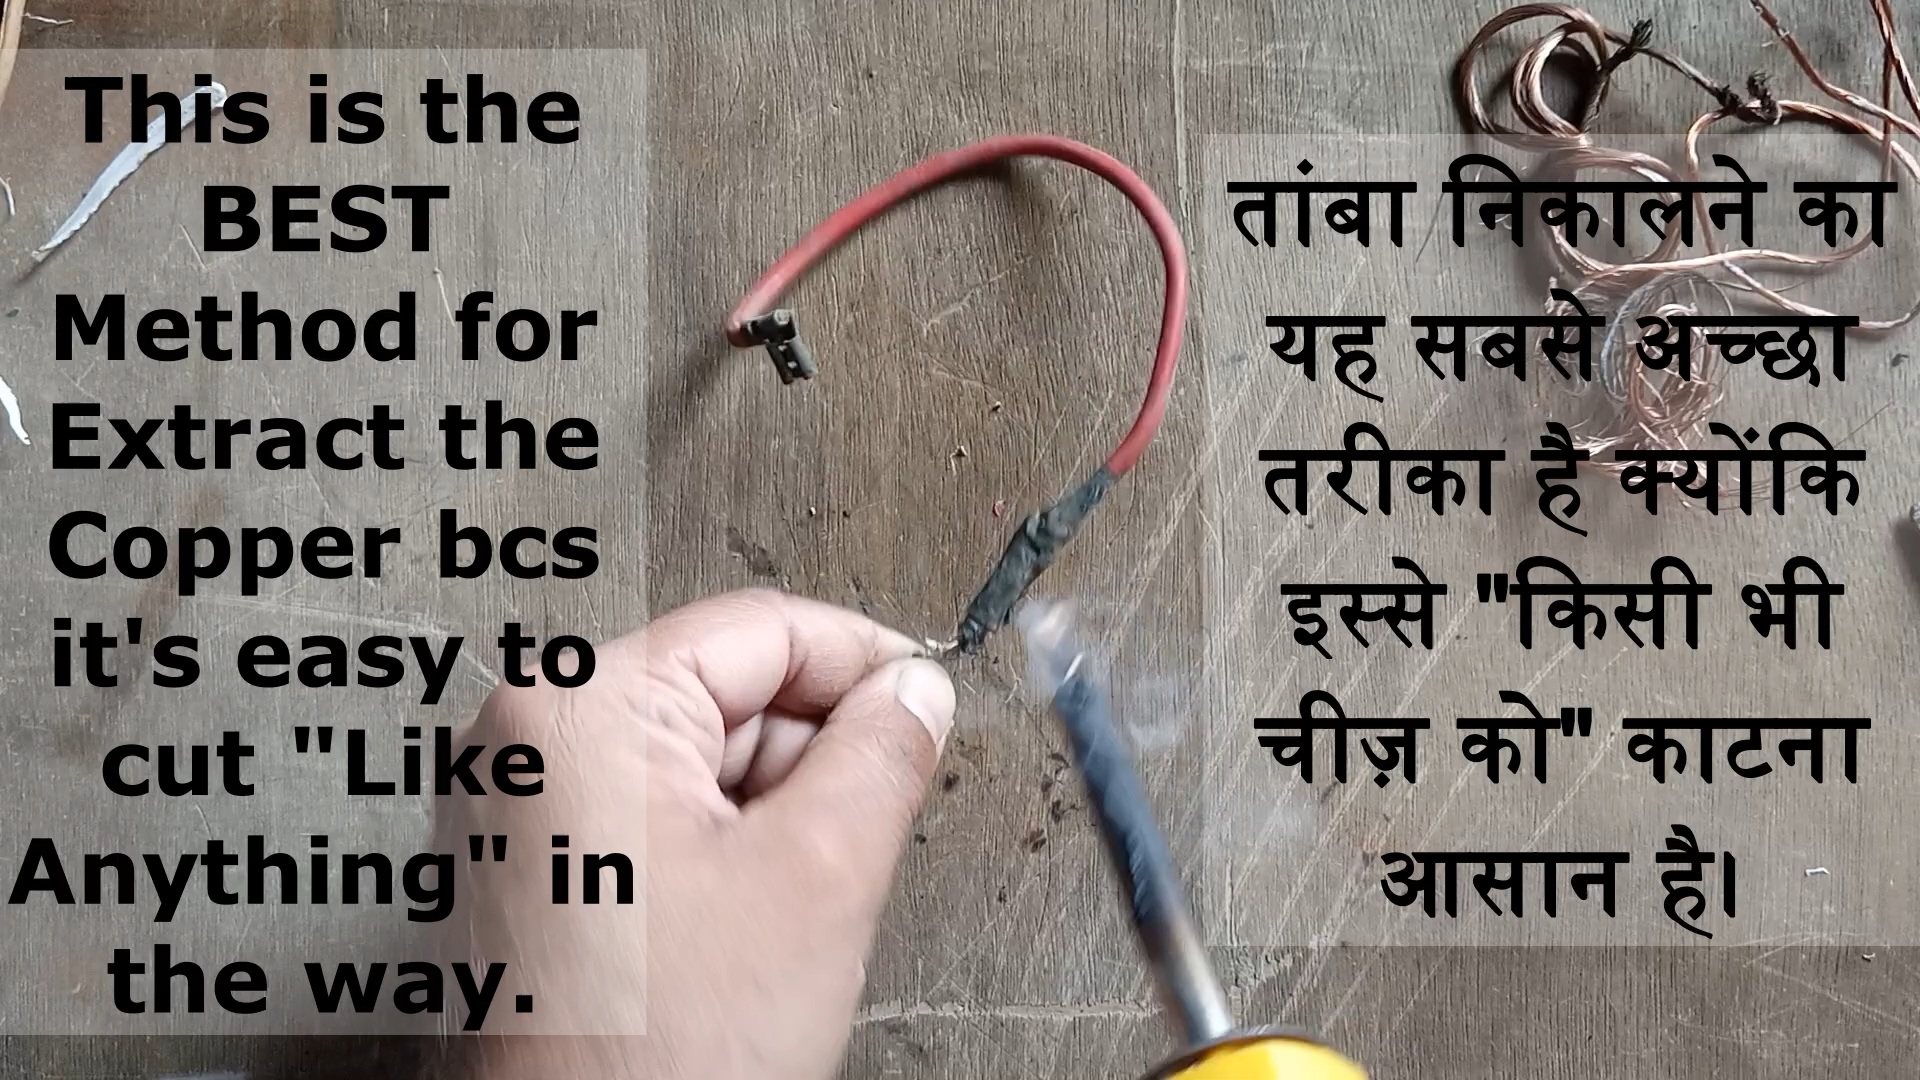 This is the
BEST
Method for
Extract the
Copper bcs
it's easy to
cut "Like
Anything" in
the way.
तांबा निकालने का
यह सबसे अच्छा
तरीका है क्योंकि
इस्से "किसी भी
चीज़ को" काटना
आसान है।